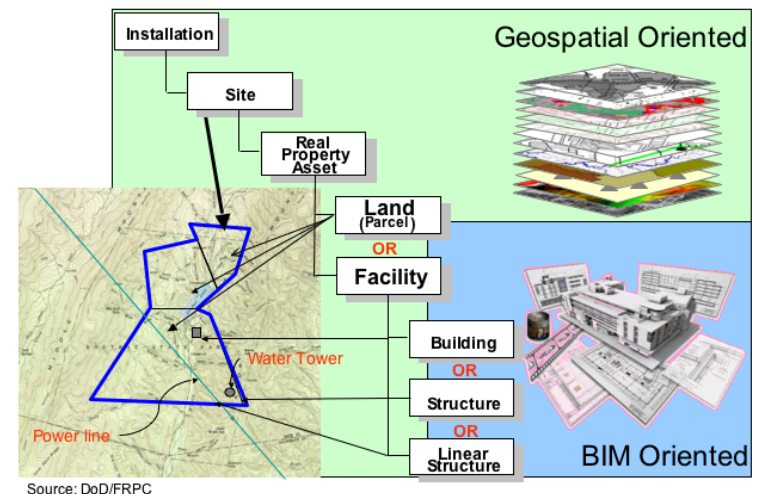 Installation
Geospatial Oriented
Site
Real
Property
Asset
Land
(Parcel)
OR
Facility
Building
OR
Structure
OR
Linear
Structure
Water Tower
Power line
BIM Oriented
Source: DoD/FRPC